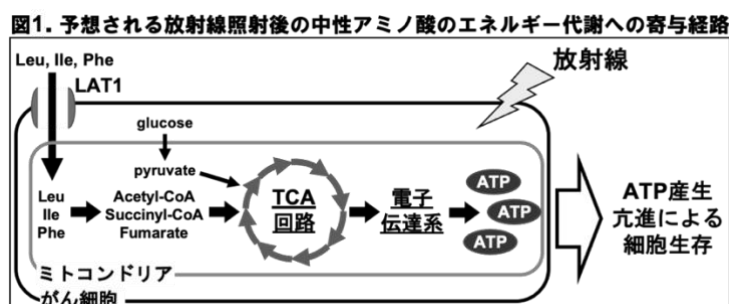 図1. 予想される放射線照射後の中性アミノ酸のエネルギー代謝への寄与経路
Leu, Ile, Phe
LAT1
放射線
glucose
pyruvate
Leu
Ile
Phe
Acetyl-CoA
Succinyl-CoA
Fumarate
TCA
回路
電子
伝達系
ATP
ATP
ATP
ATP産生
亢進による
細胞生存
ミトコンドリア
がん細胞